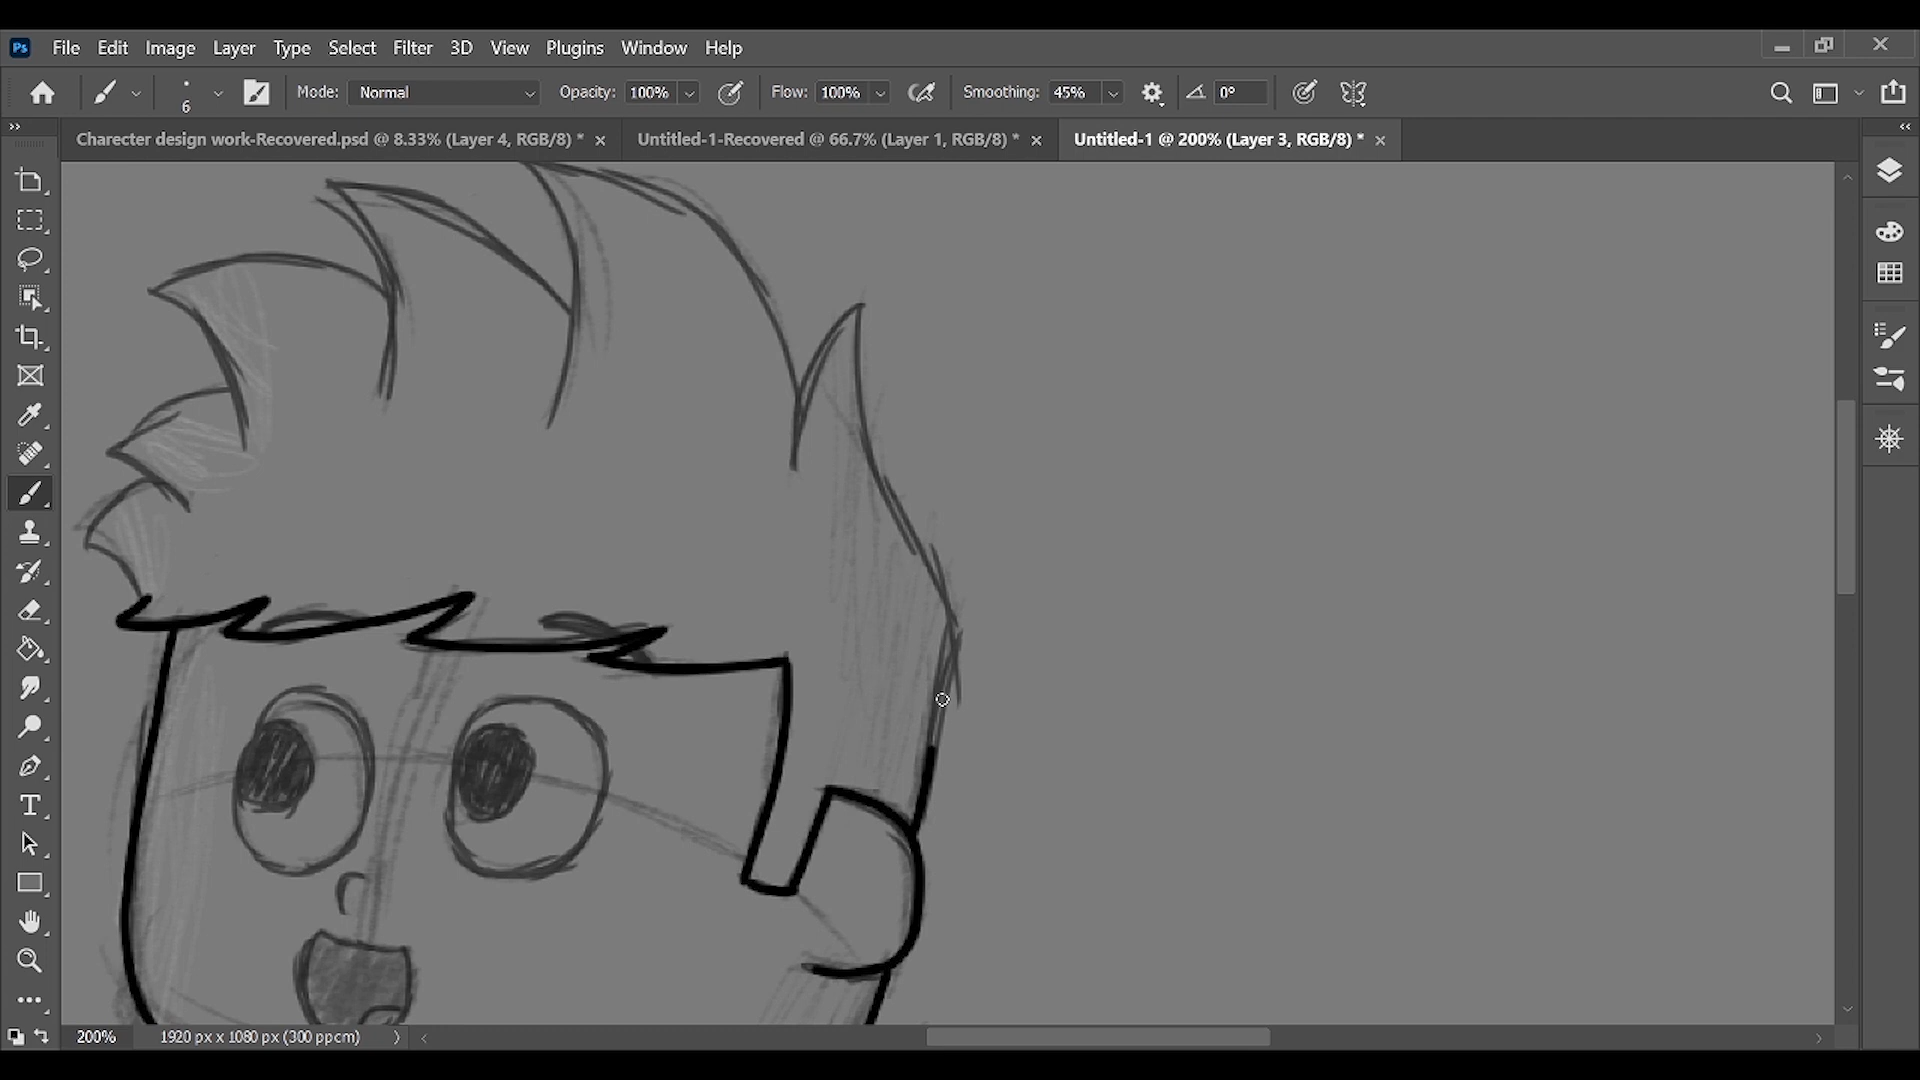 Ps File Edit Image Layer Type Select Filter 3D View Plugins Window Help
6 Mode: Normal Opacity: 100% Flow: 100% Smoothing: 45% 0°
Charecter design work-Recovered.psd @ 8.33% (Layer 4, RGB/8) * Untitled-1-Recovered @ 66.7% (Layer 1, RGB/8) * Untitled-1 @ 200% (Layer 3, RGB/8) *
200% 1920 px x 1080 px (300 ppcm)